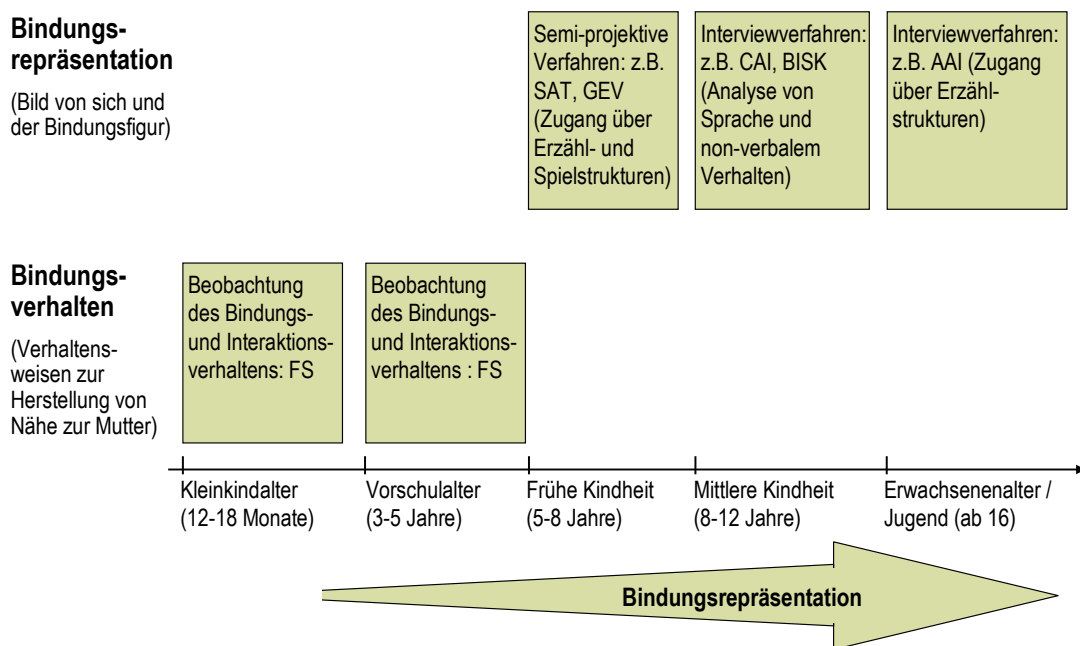 Bindungs-
repräsentation
(Bild von sich und
der Bindungsfigur)
Semi-projektive
Verfahren: z.B.
SAT, GEV
(Zugang über
Erzähl- und
Spielstrukturen)
Interviewverfahren:
z.B. CAI, BISK
(Analyse von
Sprache und
non-verbalem
Verhalten)
Interviewverfahren:
z.B. AAI (Zugang
über Erzähl-
strukturen)
Bindungs-
verhalten
(Verhaltens-
weisen zur
Herstellung von
Nähe zur Mutter)
Beobachtung
des Bindungs-
und Interaktions-
verhaltens: FS
Beobachtung
des Bindungs-
und Interaktions-
verhaltens : FS
Kleinkindalter
(12-18 Monate)
Vorschulalter
(3-5 Jahre)
Frühe Kindheit
(5-8 Jahre)
Mittlere Kindheit
(8-12 Jahre)
Erwachsenenalter /
Jugend (ab 16)
Bindungsrepräsentation